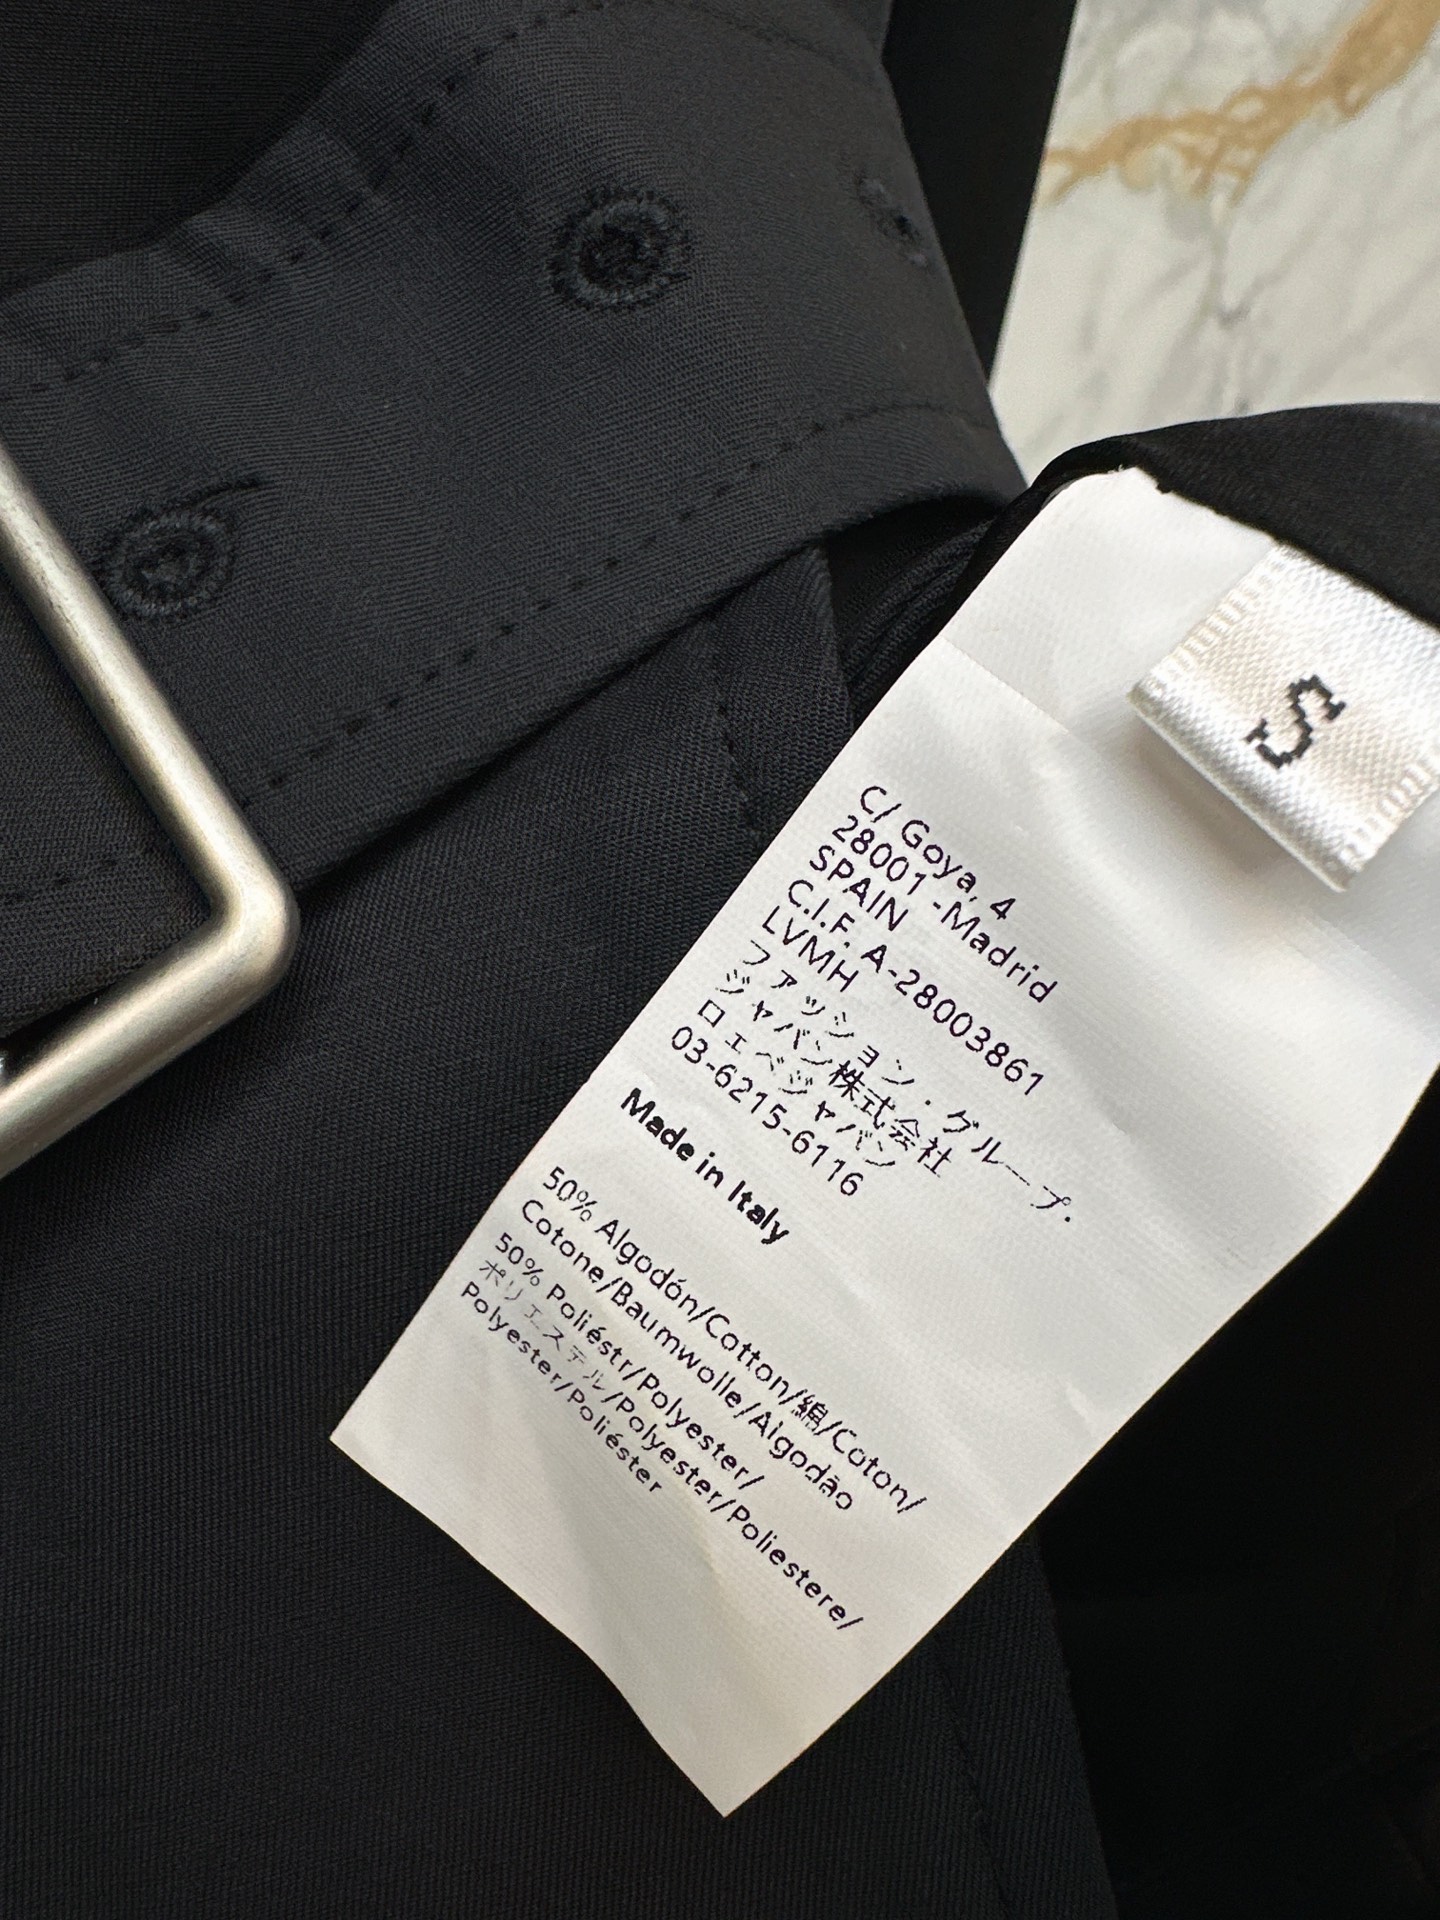 S
C/ Goya, 4
28001 -Madrid
SPAIN
C.I.F. A-28003861
LVMH
ファッション・グループ.
ジャパン株式会社
ロエベジャパン
03-6215-6116
Made in Italy
50% Algodón/Cotton/綿/Coton/
Cotone/Baumwolle/Algodão
50% Poliéstr/Polyester/
ポリエステル/Polyester/Poliestere/
Polyester/Poliéster